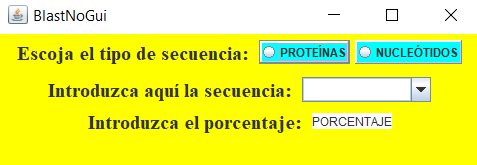 BlastNoGui
Escoja el tipo de secuencia: PROTEÍNAS NUCLEÓTIDOS
Introduzca aquí la secuencia:
Introduzca el porcentaje: PORCENTAJE